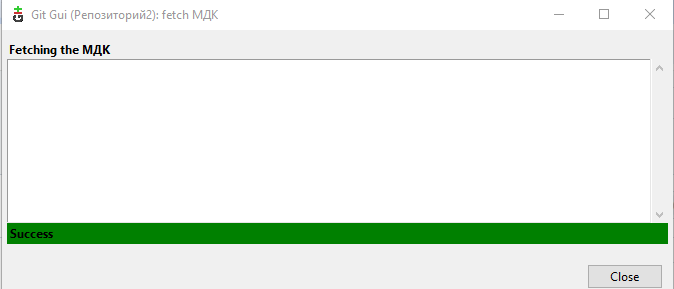 Git Gui (Репозиторий2): fetch МДК
Fetching the МДК
Success
Close